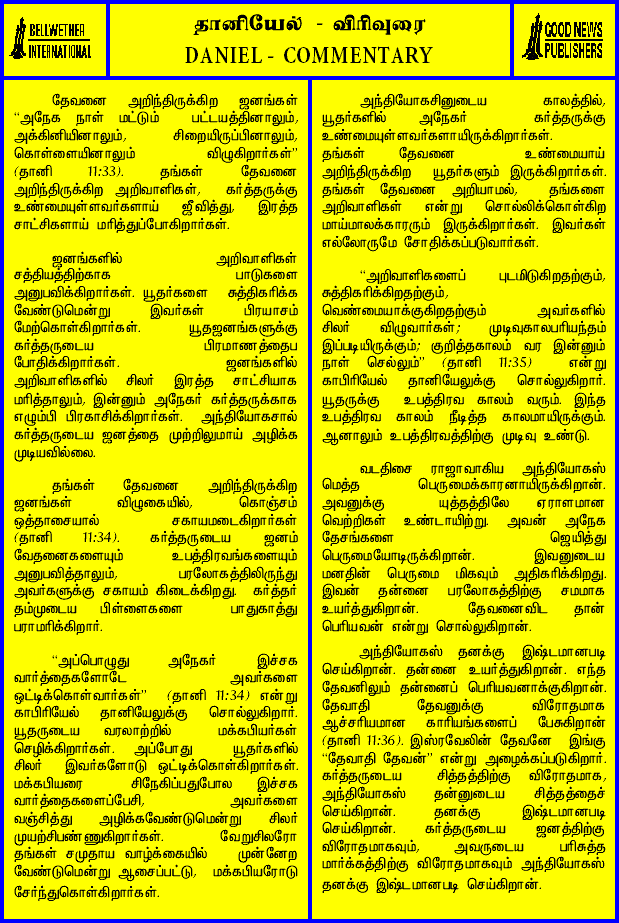 BELLWETHER
INTERNATIONAL
தானியேல் - விரிவுரை
DANIEL - COMMENTARY
GOOD NEWS
PUBLISHERS
தேவனை அறிந்திருக்கிற ஜனங்கள்
“அநேக நாள் மட்டும் பட்டயத்தினாலும்,
அக்கினியினாலும், சிறையிருப்பினாலும்,
கொள்ளையினாலும் விழுகிறார்கள்”
(தானி 11:33). தங்கள் தேவனை
அறிந்திருக்கிற அறிவாளிகள், கர்த்தருக்கு
உண்மையுள்ளவர்களாய் ஜீவித்து, இரத்த
சாட்சிகளாய் மரித்துப்போகிறார்கள்.
ஜனங்களில் அறிவாளிகள்
சத்தியத்திற்காக பாடுகளை
அனுபவிக்கிறார்கள். யூதர்களை சுத்திகரிக்க
வேண்டுமென்று இவர்கள் பிரயாசம்
மேற்கொள்கிறார்கள். யூதஜனங்களுக்கு
கர்த்தருடைய பிரமாணத்தைப
போதிக்கிறார்கள். ஜனங்களில்
அறிவாளிகளில் சிலர் இரத்த சாட்சியாக
மரித்தாலும், இன்னும் அநேகர் கர்த்தருக்காக
எழும்பி பிரகாசிக்கிறார்கள். அந்தியோகசால்
கர்த்தருடைய ஜனத்தை முற்றிலுமாய் அழிக்க
முடியவில்லை.
தங்கள் தேவனை அறிந்திருக்கிற
ஜனங்கள் விழுகையில், கொஞ்சம்
ஒத்தாசையால் சகாயமடைகிறார்கள்
(தானி 11:34). கர்த்தருடைய ஜனம்
வேதனைகளையும் உபத்திரவங்களையும்
அனுபவித்தாலும், பரலோகத்திலிருந்து
அவர்களுக்கு சகாயம் கிடைக்கிறது. கர்த்தர்
தம்முடைய பிள்ளைகளை பாதுகாத்து
பராமரிக்கிறார்.
“அப்பொழுது அநேகர் இச்சக
வார்த்தைகளோடே அவர்களை
ஒட்டிக்கொள்வார்கள்” (தானி 11:34) என்று
காபிரியேல் தானியேலுக்கு சொல்லுகிறார்.
யூதருடைய வரலாற்றில் மக்கபியர்கள்
செழிக்கிறார்கள். அப்போது யூதர்களில்
சிலர் இவர்களோடு ஒட்டிக்கொள்கிறார்கள்.
மக்கபியரை சிநேகிப்பதுபோல இச்சக
வார்த்தைகளைப்பேசி, அவர்களை
வஞ்சித்து அழிக்கவேண்டுமென்று சிலர்
முயற்சிபண்ணுகிறார்கள். வேறுசிலரோ
தங்கள் சமுதாய வாழ்க்கையில் முன்னேற
வேண்டுமென்று ஆசைப்பட்டு, மக்கபியரோடு
சேர்ந்துகொள்கிறார்கள்.
அந்தியோகசினுடைய காலத்தில்,
யூதர்களில் அநேகர் கர்த்தருக்கு
உண்மையுள்ளவர்களாயிருக்கிறார்கள்.
தங்கள் தேவனை உண்மையாய்
அறிந்திருக்கிற யூதர்களும் இருக்கிறார்கள்.
தங்கள் தேவனை அறியாமல், தங்களை
அறிவாளிகள் என்று சொல்லிக்கொள்கிற
மாய்மாலக்காரரும் இருக்கிறார்கள். இவர்கள்
எல்லோருமே சோதிக்கப்படுவார்கள்.
“அறிவாளிகளைப் புடமிடுகிறதற்கும்,
சுத்திகரிக்கிறதற்கும்,
வெண்மையாக்குகிறதற்கும் அவர்களில்
சிலர் விழுவார்கள்; முடிவுகாலபரியந்தம்
இப்படியிருக்கும்; குறித்தகாலம் வர இன்னும்
நாள் செல்லும்” (தானி 11:35) என்று
காபிரியேல் தானியேலுக்கு சொல்லுகிறார்.
யூதருக்கு உபத்திரவ காலம் வரும். இந்த
உபத்திரவ காலம் நீடித்த காலமாயிருக்கும்.
ஆனாலும் உபத்திரவத்திற்கு முடிவு உண்டு.
வடதிசை ராஜாவாகிய அந்தியோகஸ்
மெத்த பெருமைக்காரனாயிருக்கிறான்.
அவனுக்கு யுத்தத்திலே ஏராளமான
வெற்றிகள் உண்டாயிற்று. அவன் அநேக
தேசங்களை ஜெயித்து
பெருமையோடிருக்கிறான். இவனுடைய
மனதின் பெருமை மிகவும் அதிகரிக்கிறது.
இவன் தன்னை பரலோகத்திற்கு சமமாக
உயர்த்துகிறான். தேவனைவிட தான்
பெரியவன் என்று சொல்லுகிறான்.
அந்தியோகஸ் தனக்கு இஷ்டமானபடி
செய்கிறான். தன்னை உயர்த்துகிறான். எந்த
தேவனிலும் தன்னைப் பெரியவனாக்குகிறான்.
தேவாதி தேவனுக்கு விரோதமாக
ஆச்சரியமான காரியங்களைப் பேசுகிறான்
(தானி 11:36). இஸ்ரவேலின் தேவனே இங்கு
“தேவாதி தேவன்” என்று அழைக்கப்படுகிறார்.
கர்த்தருடைய சித்தத்திற்கு விரோதமாக,
அந்தியோகஸ் தன்னுடைய சித்தத்தைச்
செய்கிறான். தனக்கு இஷ்டமானபடி
செய்கிறான். கர்த்தருடைய ஜனத்திற்கு
விரோதமாகவும், அவருடைய பரிசுத்த
மார்க்கத்திற்கு விரோதமாகவும் அந்தியோகஸ்
தனக்கு இஷ்டமானபடி செய்கிறான்.